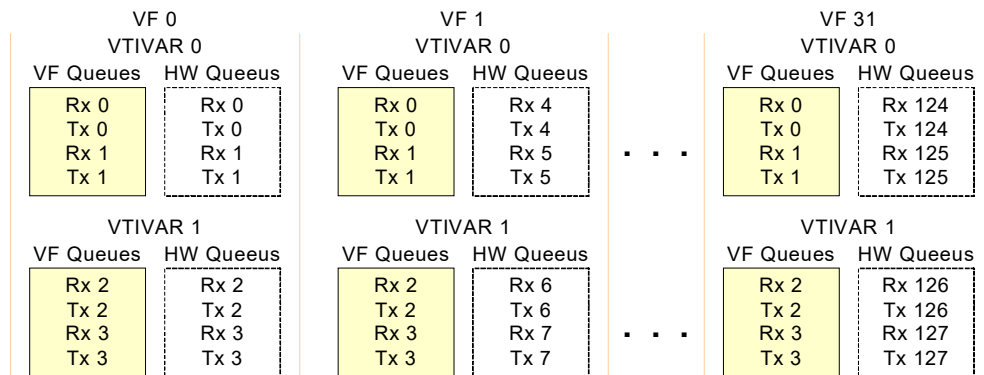 VF 0 VF 1 VF 31
VTIVAR 0 VTIVAR 0 VTIVAR 0
VF Queues HW Queeus VF Queues HW Queeus VF Queues HW Queeus
Rx 0 Rx 0 Rx 0 Rx 4 Rx 0 Rx 124
Tx 0 Tx 0 Tx 0 Tx 4 Tx 0 Tx 124
Rx 1 Rx 1 Rx 1 Rx 5 . . . Rx 1 Rx 125
Tx 1 Tx 1 Tx 1 Tx 5 Tx 1 Tx 125
VTIVAR 1 VTIVAR 1 VTIVAR 1
VF Queues HW Queeus VF Queues HW Queeus VF Queues HW Queeus
Rx 2 Rx 2 Rx 2 Rx 6 Rx 2 Rx 126
Tx 2 Tx 2 Tx 2 Tx 6 Tx 2 Tx 126
Rx 3 Rx 3 Rx 3 Rx 7 . . . Rx 3 Rx 127
Tx 3 Tx 3 Tx 3 Tx 7 Tx 3 Tx 127